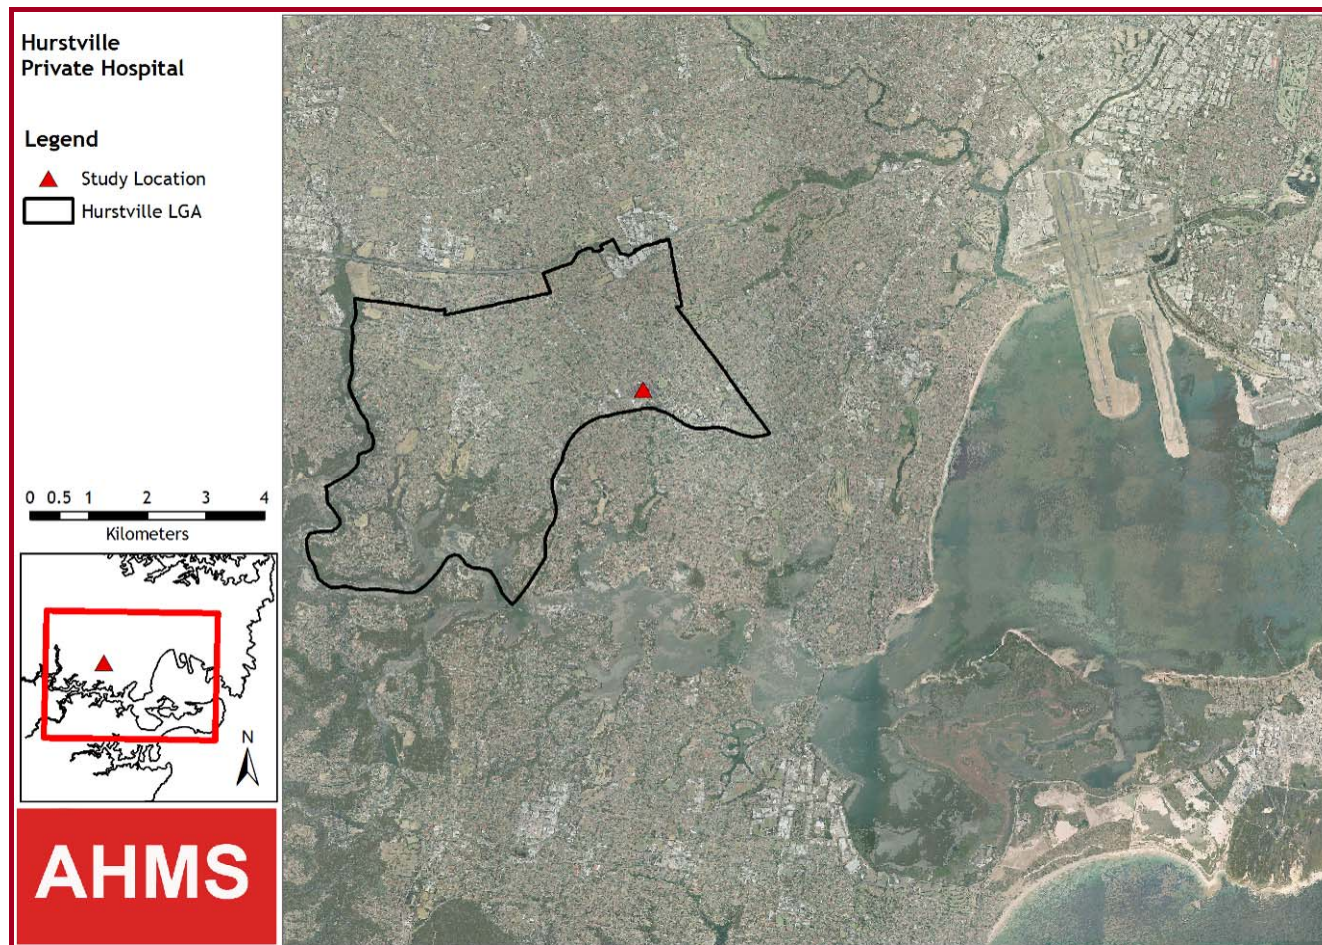 Hurstville
Private Hospital
Legend
Study Location
Hurstville LGA
0 0.5 1 2 3 4
Kilometers
N
AHMS